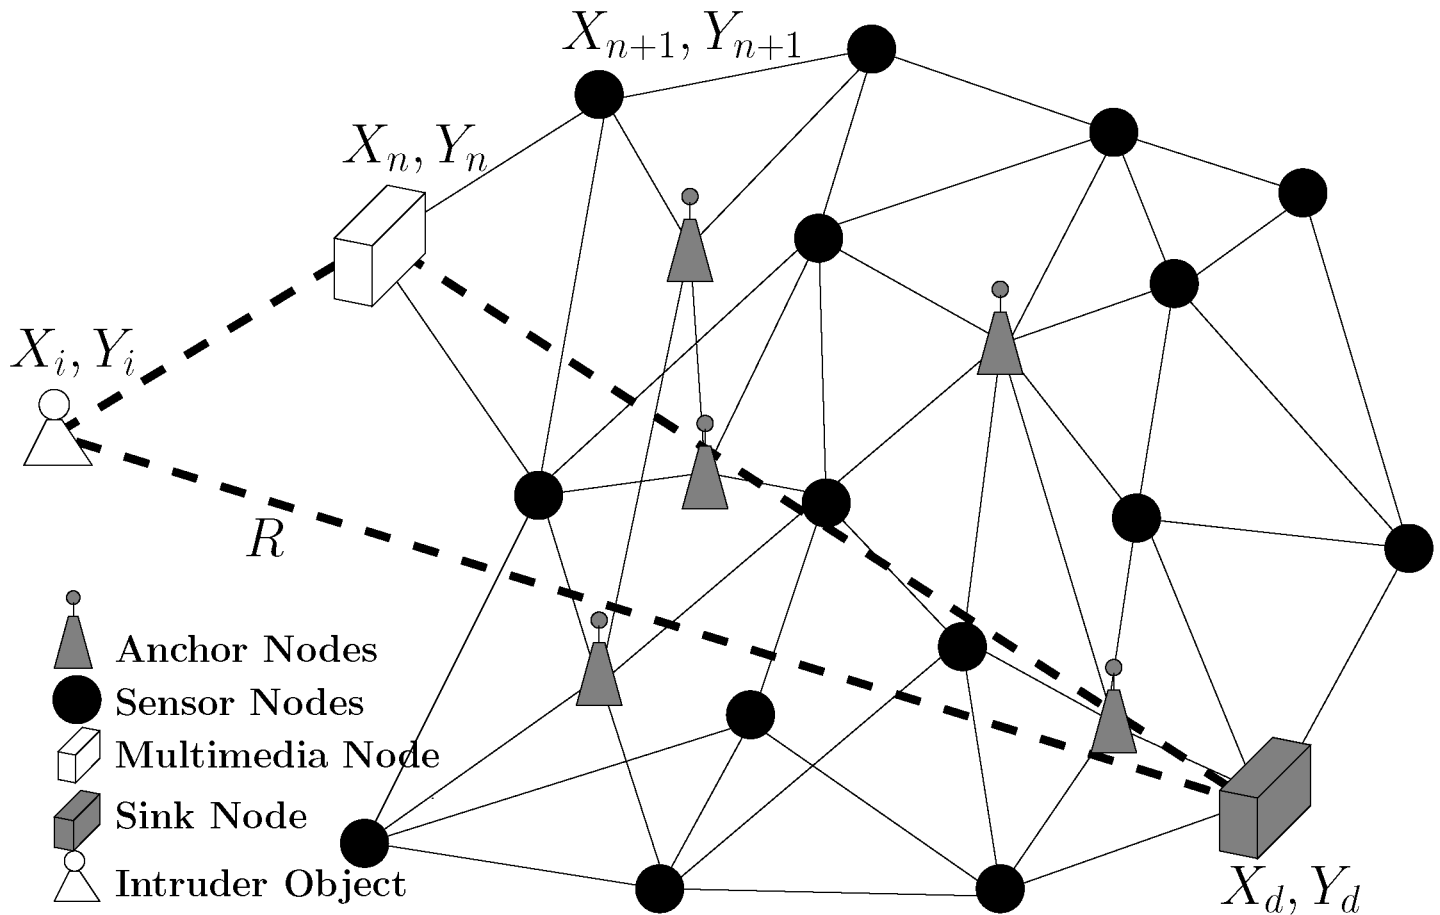 X_{n+1}, Y_{n+1}
X_n, Y_n
X_i, Y_i
R
Anchor Nodes
Sensor Nodes
Multimedia Node
Sink Node
Intruder Object
X_d, Y_d